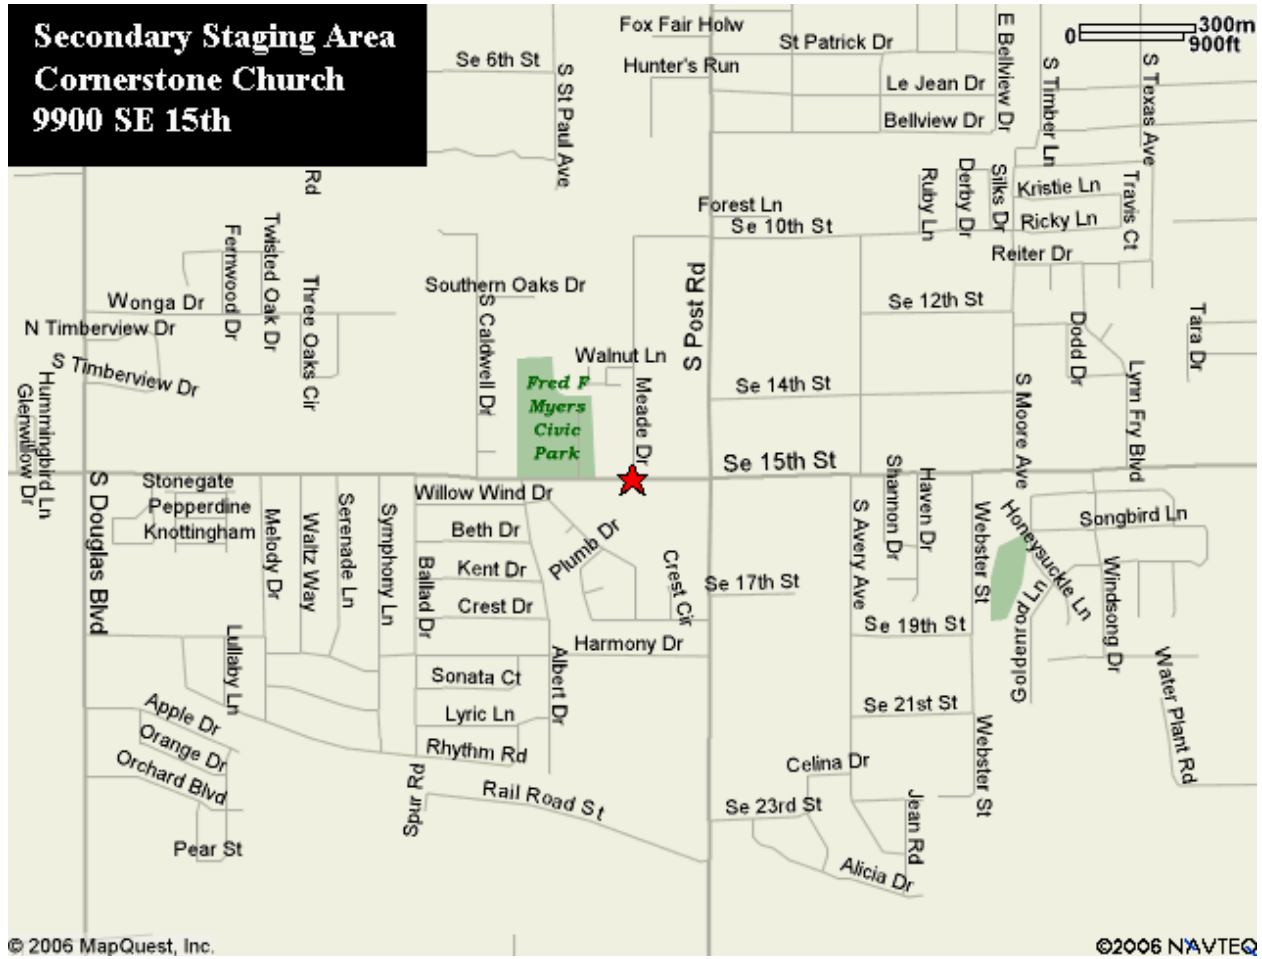 Secondary Staging Area
Cornerstone Church
9900 SE 15th
Fox Fair Holw
St Patrick Dr
E Bellview Dr
0
300m
900ft
Se 6th St
Hunter's Run
S St Paul Ave
Le Jean Dr
S Timber Ln
S Texas Ave
Bellview Dr
Rd
Forest Ln
Se 10th St
Ruby Ln
Derby Dr
Silks Dr
Kristie Ln
Ricky Ln
Travis Ct
Reiter Dr
Fernwood Dr
Twisted Oak Dr
Three Oaks Cir
Southern Oaks Dr
S Caldwell Dr
S Post Rd
Se 12th St
Wonga Dr
N Timberview Dr
S Timberview Dr
Dodd Dr
Tara Dr
Walnut Ln
Fred F
Myers
Civic
Park
Meade Dr
Se 14th St
S Moore Ave
Lynn Fry Blvd
Hummingbird Ln
Glenwillow Dr
Se 15th St
S Douglas Blvd
Stonegate
Pepperdine
Knottingham
Melody Dr
Waltz Way
Serenade Ln
Symphony Ln
Willow Wind Dr
Beth Dr
Kent Dr
Crest Dr
Ballad Dr
Plumb Dr
Crest Cir
Se 17th St
S Avery Ave
Shannon Dr
Haven Dr
Webster St
Honeysuckle Ln
Songbird Ln
Goldenrod Ln
Windsong Dr
Water Plant Rd
Se 19th St
Harmony Dr
Albert Dr
Lullaby Ln
Sonata Ct
Lyric Ln
Rhythm Rd
Se 21st St
Webster St
Apple Dr
Orange Dr
Orchard Blvd
Pear St
Spur Rd
Rail Road St
Celina Dr
Se 23rd St
Jean Rd
Alicia Dr
© 2006 MapQuest, Inc.
©2006 NAVTEQ